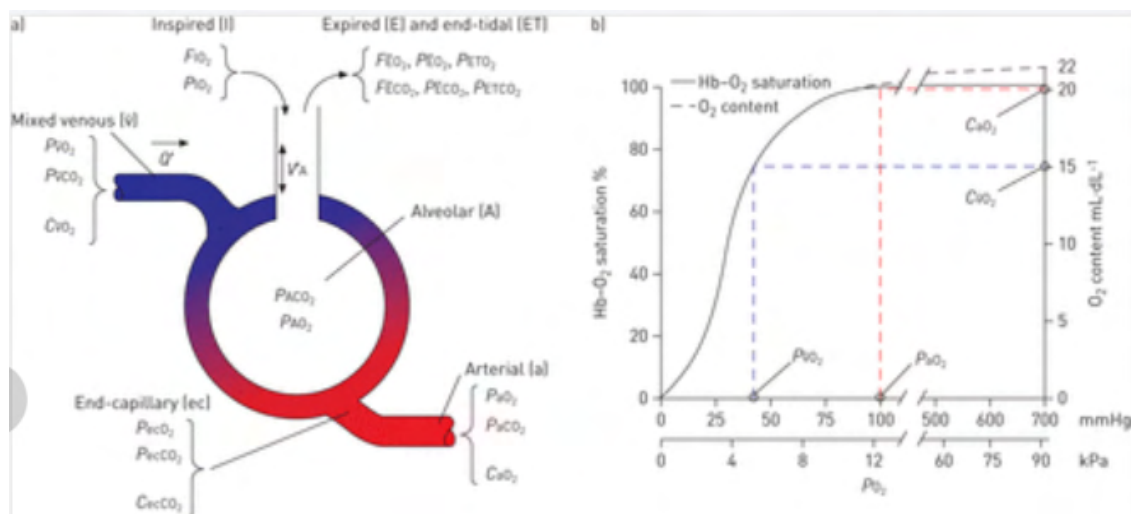 a)
Inspired (I)
FIO₂
PIO₂
Expired (E) and end-tidal (ET)
FEO₂, PEO₂, PETO₂
FECO₂, PECO₂, PETCO₂
Mixed venous (v̄)
Pv̄O₂
Pv̄CO₂
Cv̄O₂
Q'
V'A
Alveolar (A)
PACO₂
PAO₂
Arterial (a)
PaO₂
PaCO₂
CaO₂
End-capillary (ec)
PecO₂
PecCO₂
CecCO₂
b)
Hb–O₂ saturation
O₂ content
Hb–O₂ saturation %
100
80
60
40
20
0
22
20
15
10
5
0
O₂ content mL·dL⁻¹
CaO₂
Cv̄O₂
Pv̄O₂
PaO₂
0 25 50 75 100 500 600 700 mmHg
0 4 8 12 60 75 90 kPa
PO₂